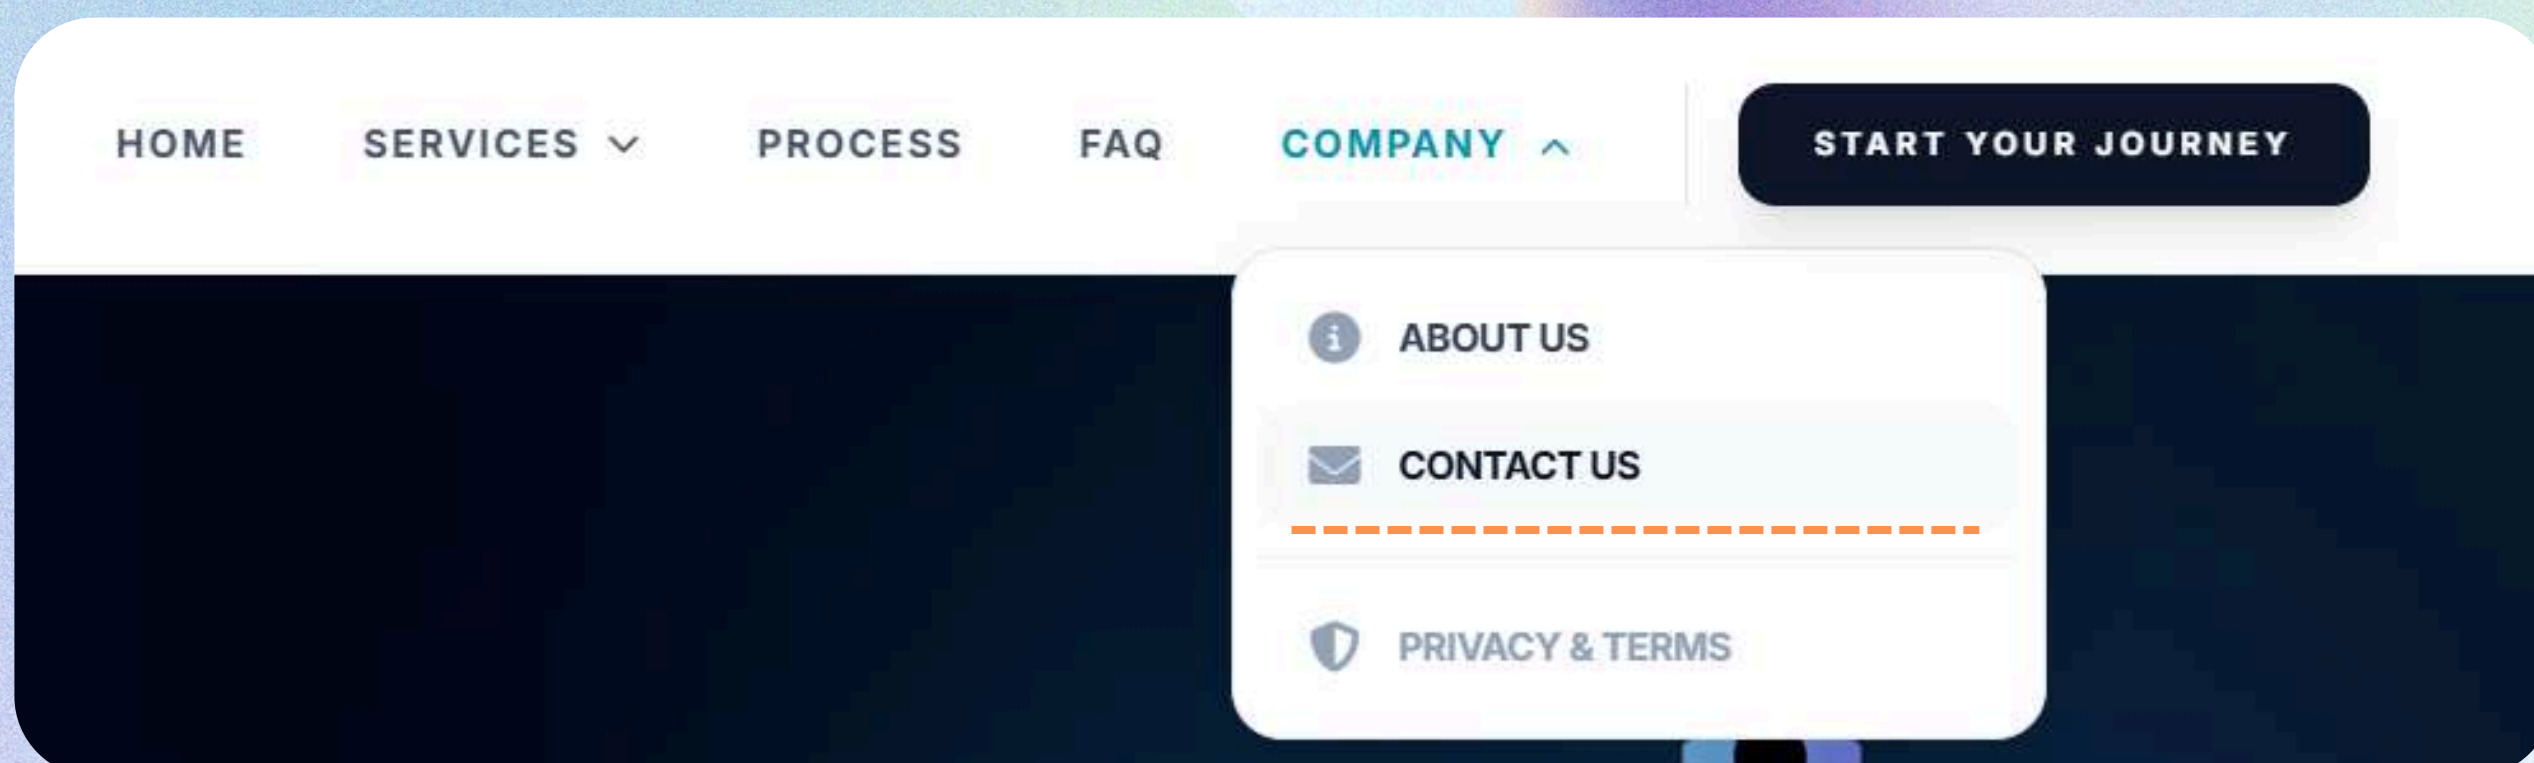 HOME SERVICES PROCESS FAQ COMPANY START YOUR JOURNEY
ABOUT US
CONTACT US
PRIVACY & TERMS